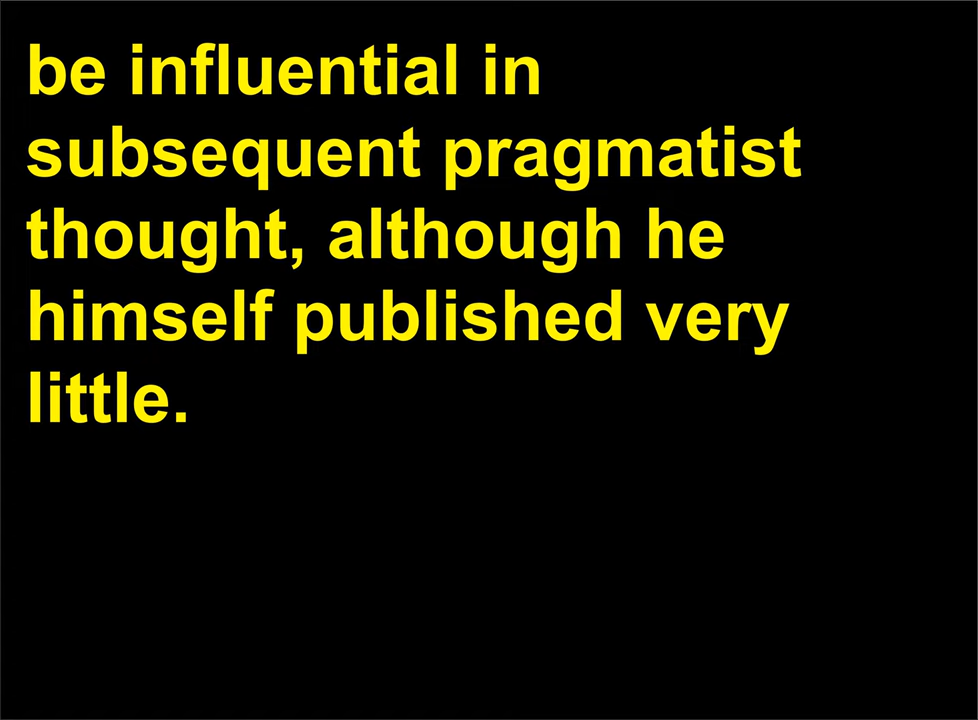 be influential in
subsequent pragmatist
thought, although he
himself published very
little.